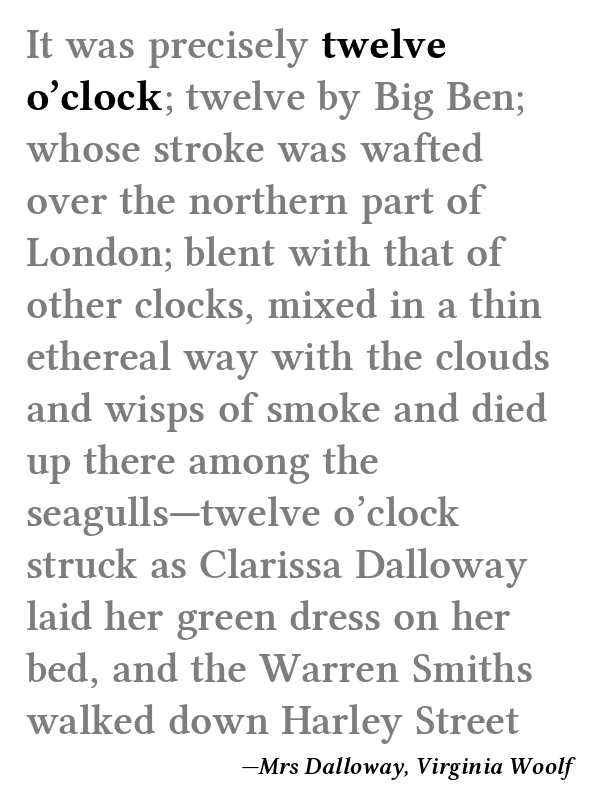 It was precisely twelve
o’clock; twelve by Big Ben;
whose stroke was wafted
over the northern part of
London; blent with that of
other clocks, mixed in a thin
ethereal way with the clouds
and wisps of smoke and died
up there among the
seagulls—twelve o’clock
struck as Clarissa Dalloway
laid her green dress on her
bed, and the Warren Smiths
walked down Harley Street
—Mrs Dalloway, Virginia Woolf